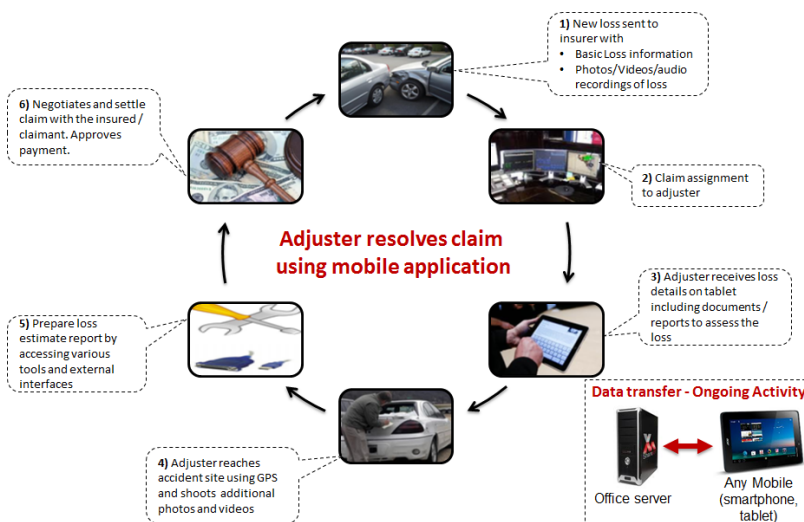 1) New loss sent to
insurer with
• Basic Loss information
• Photos/Videos/audio
recordings of loss
2) Claim assignment
to adjuster
3) Adjuster receives loss
details on tablet
including documents/
reports to assess the
loss
4) Adjuster reaches
accident site using GPS
and shoots additional
photos and videos
5) Prepare loss
estimate report by
accessing various
tools and external
interfaces
6) Negotiates and settle
claim with the insured /
claimant. Approves
payment.
Adjuster resolves claim
using mobile application
Data transfer - Ongoing Activity
Office server
Any Mobile
(smartphone,
tablet)